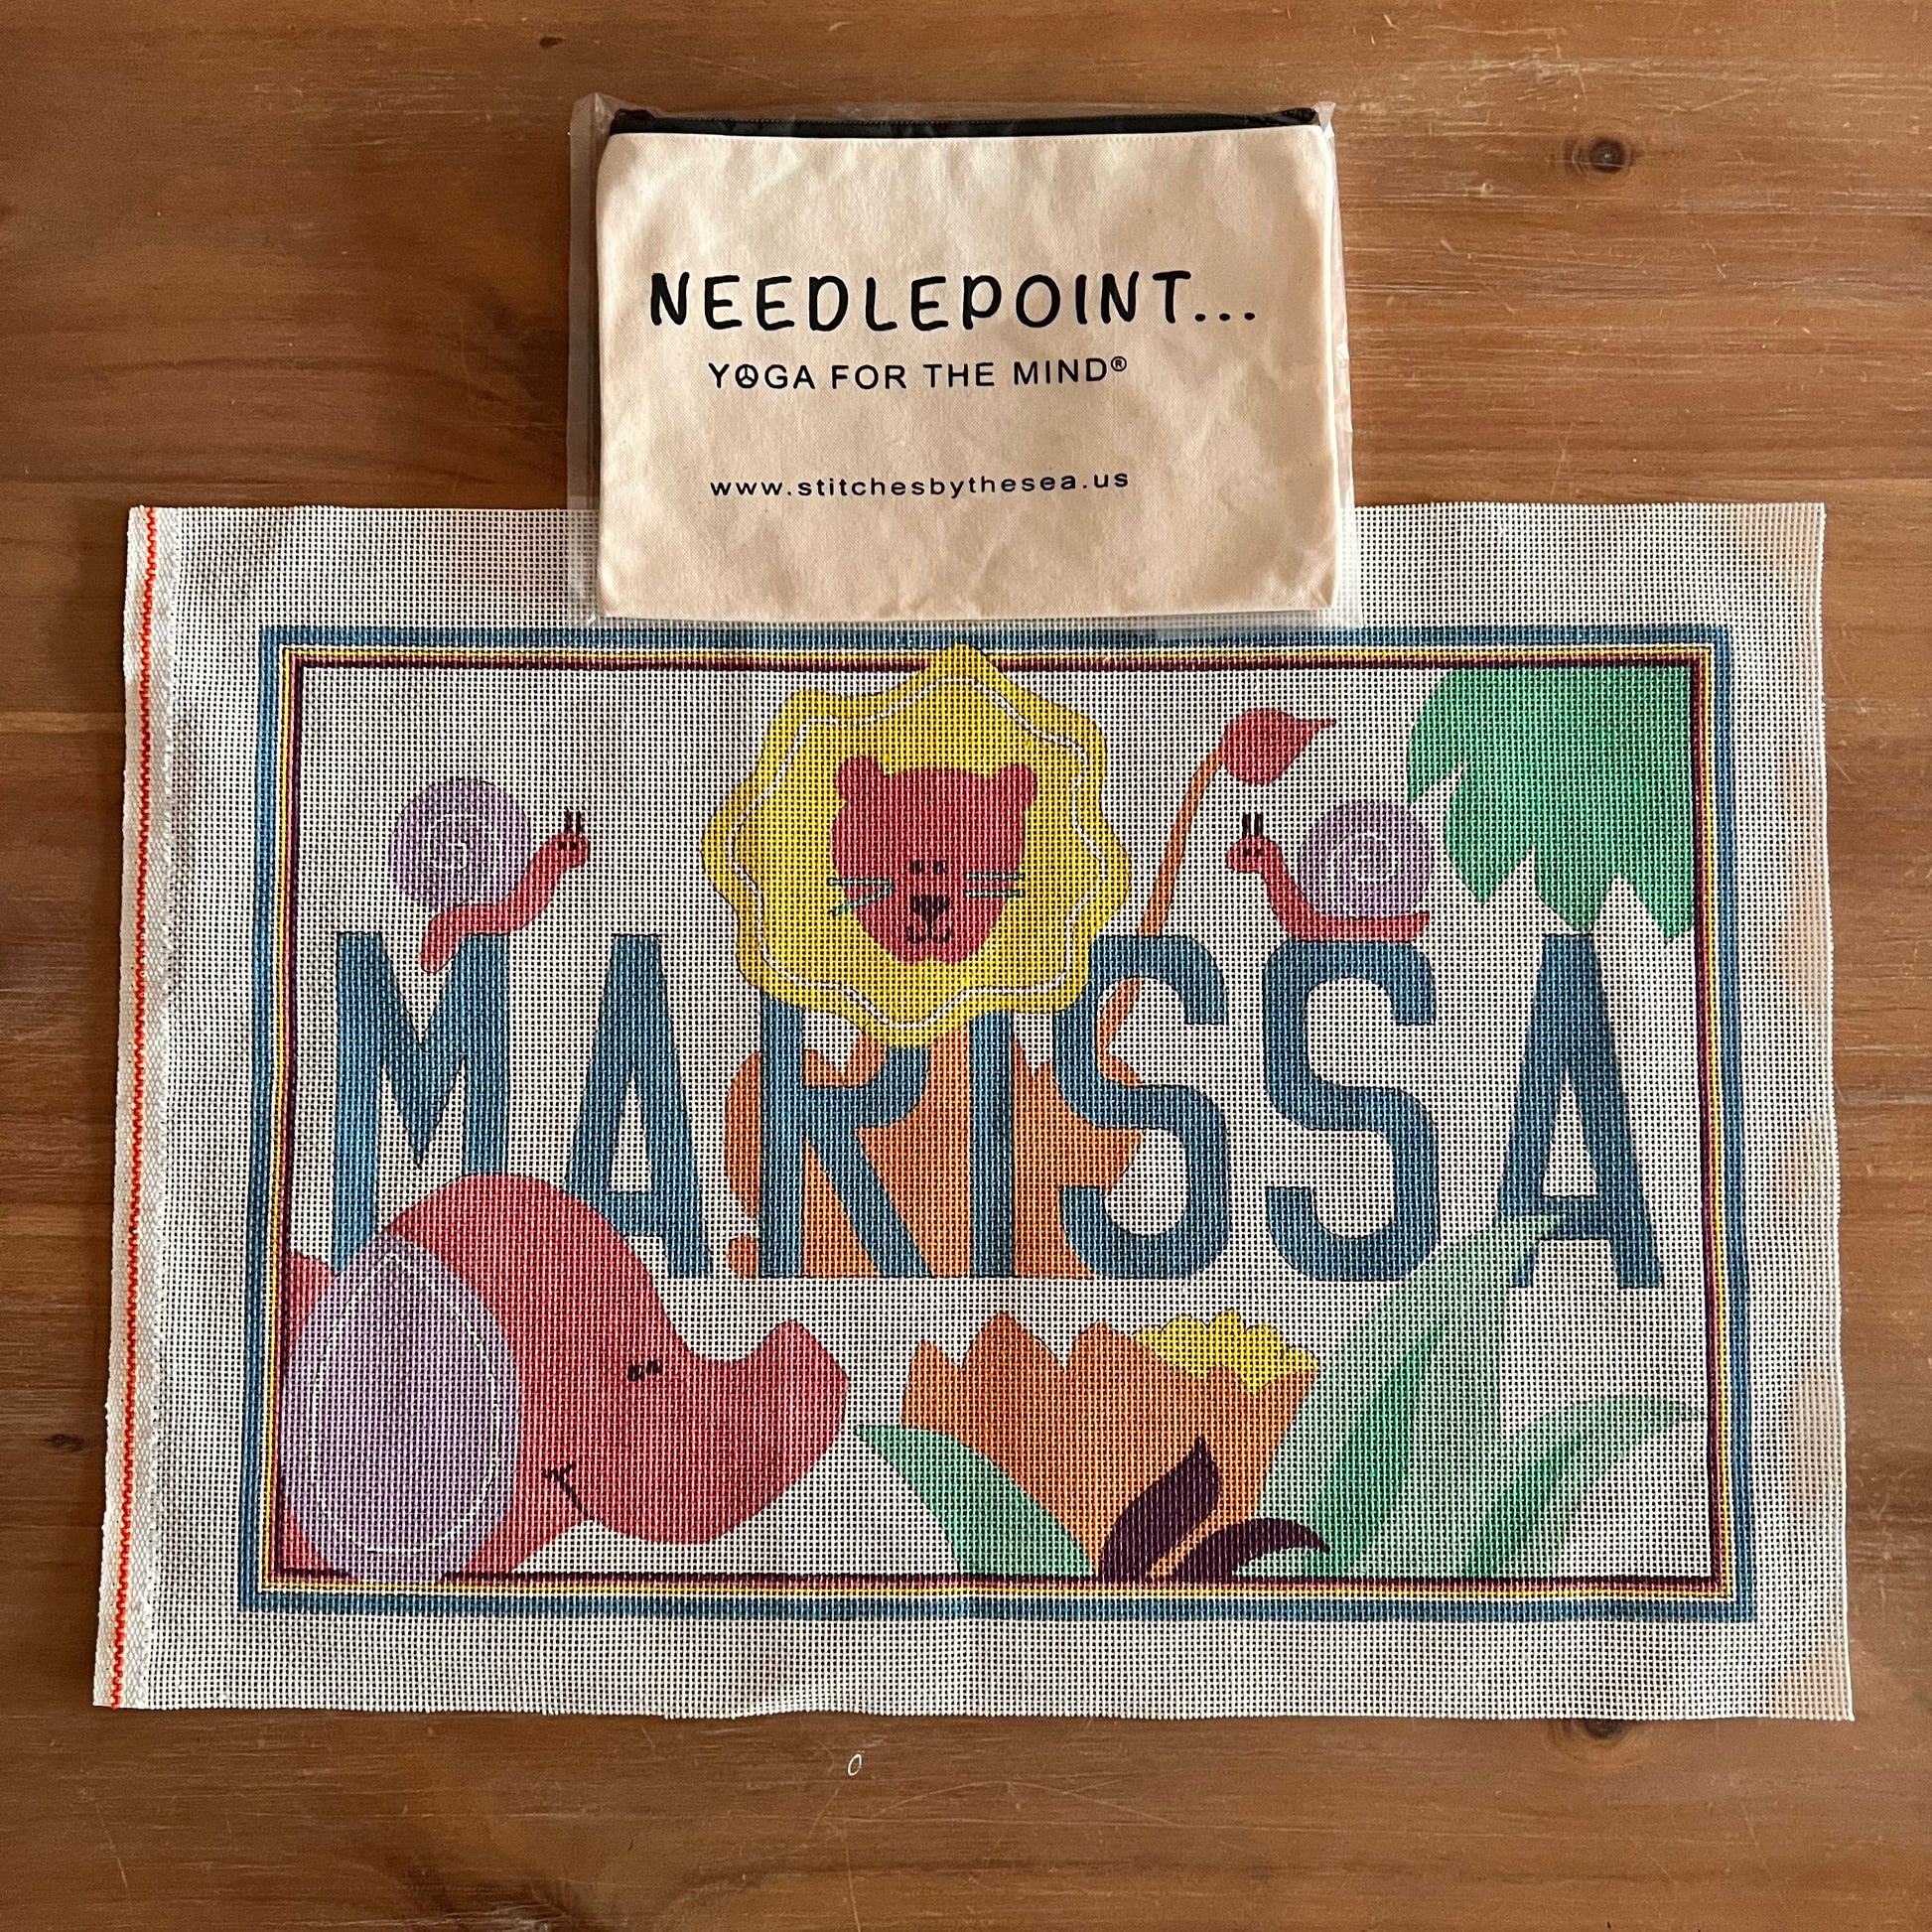 NEEDLEPOINT...
YOGA FOR THE MIND®
www.stitchesbythesea.us
MARISSA